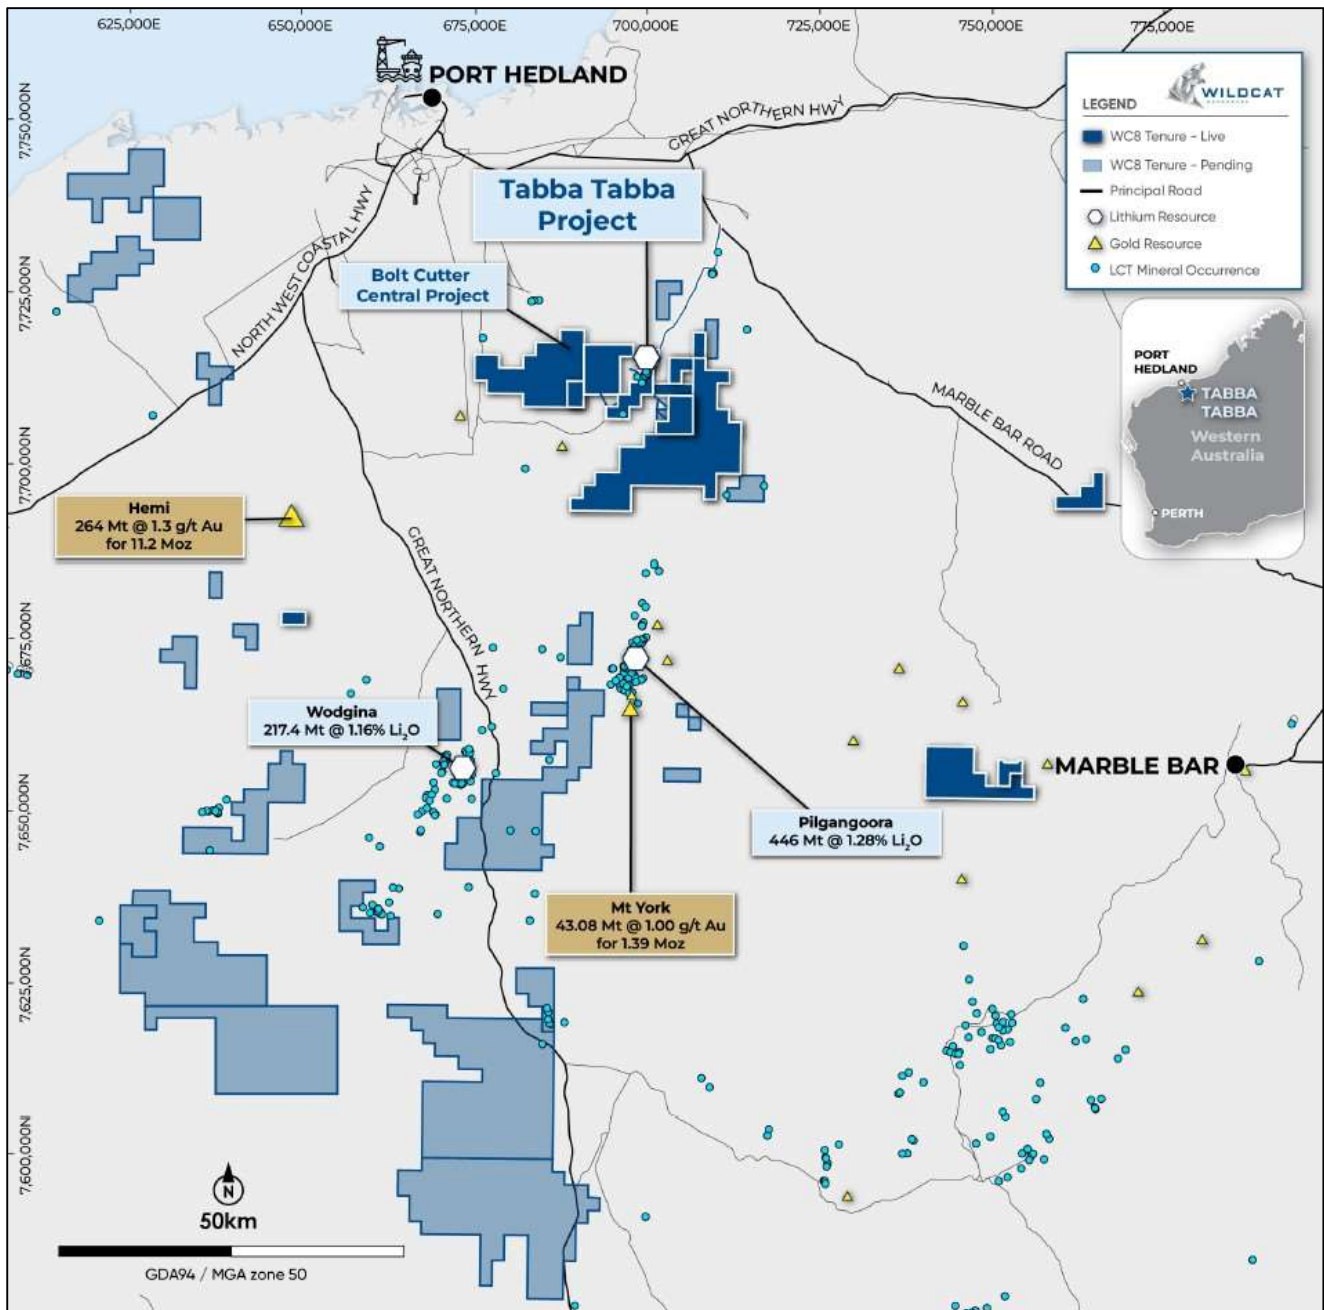 625,000E
650,000E
675,000E
700,000E
725,000E
750,000E
775,000E
PORT HEDLAND
WILDCAT
LEGEND
WC8 Tenure – Live
WC8 Tenure – Pending
Principal Road
Lithium Resource
Gold Resource
LCT Mineral Occurrence
7,750,000N
GREAT NORTHERN HWY
Tabba Tabba
Project
NORTH WEST COASTAL HWY
Bolt Cutter
Central Project
7,725,000N
PORT
HEDLAND
TABBA
TABBA
Western
Australia
PERTH
MARBLE BAR ROAD
7,700,000N
Hemi
264 Mt @ 1.3 g/t Au
for 11.2 Moz
GREAT NORTHERN HWY
7,675,000N
Wodgina
217.4 Mt @ 1.16% Li₂O
MARBLE BAR
7,650,000N
Pilgangoora
446 Mt @ 1.28% Li₂O
Mt York
43.08 Mt @ 1.00 g/t Au
for 1.39 Moz
7,625,000N
7,600,000N
N
50km
GDA94 / MGA zone 50